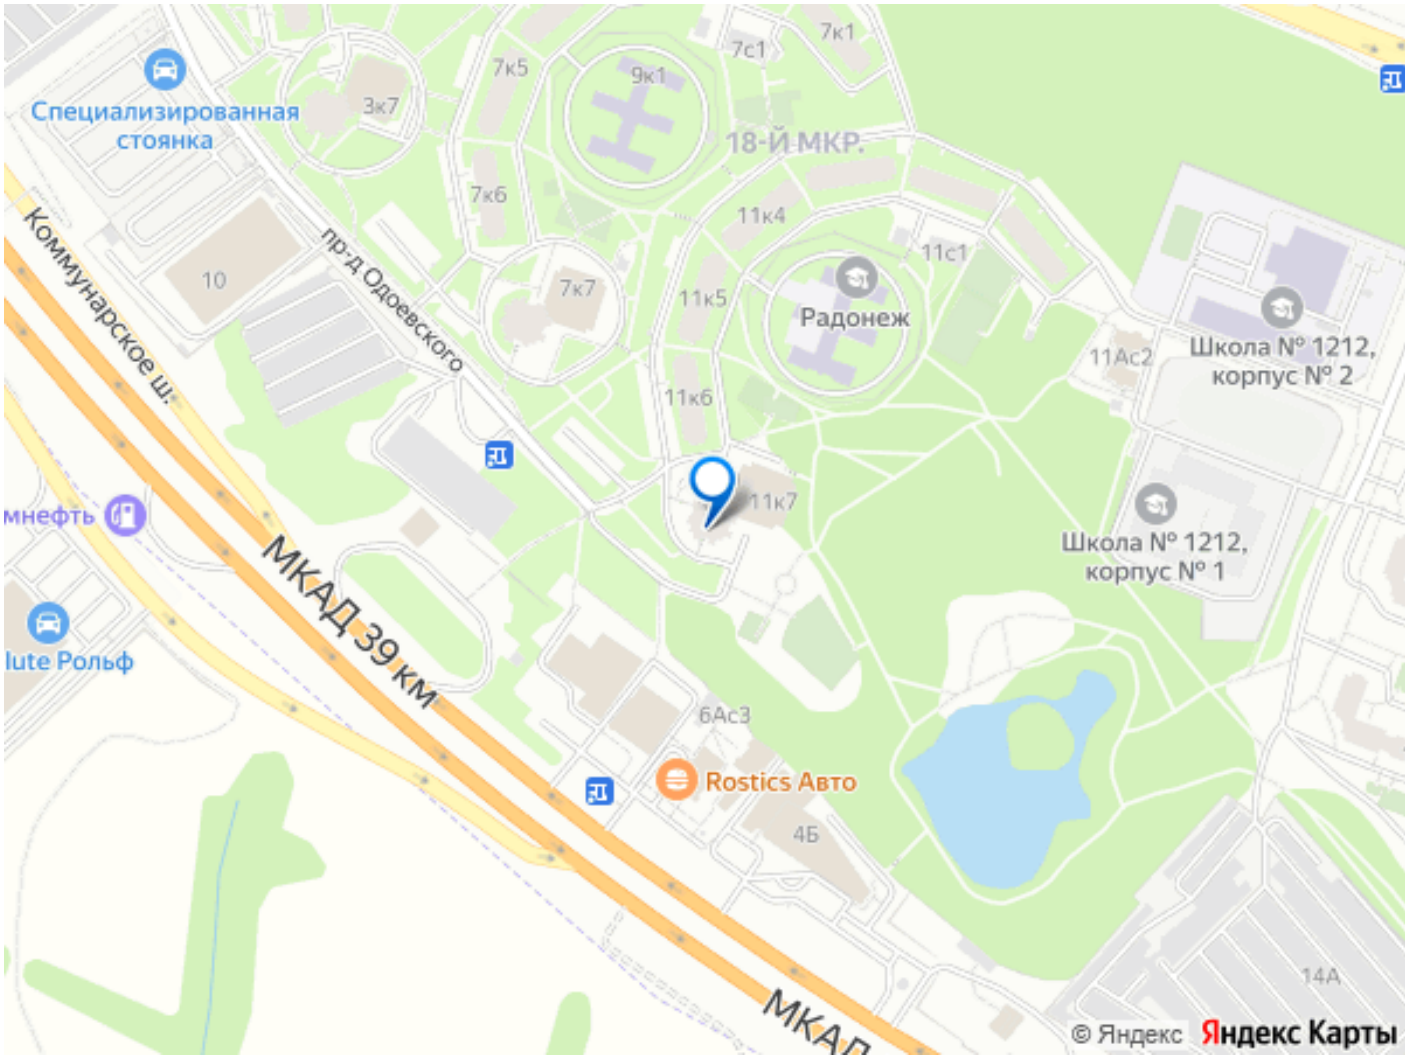 7к1
7с1
7к5
9к1
3к7
Специализированная
стоянка
18-Й МКР.
7к6
11к4
Коммунарское ш.
пр-д Одоевского
11с1
10
7к7
11к5
Радонеж
Школа № 1212,
корпус № 2
11Ас2
11к6
11к7
мнефть
Школа № 1212,
корпус № 1
МКАД 39 км
lute Рольф
6Ас3
Rostics Авто
4Б
14А
МКАД
© Яндекс
Яндекс Карты